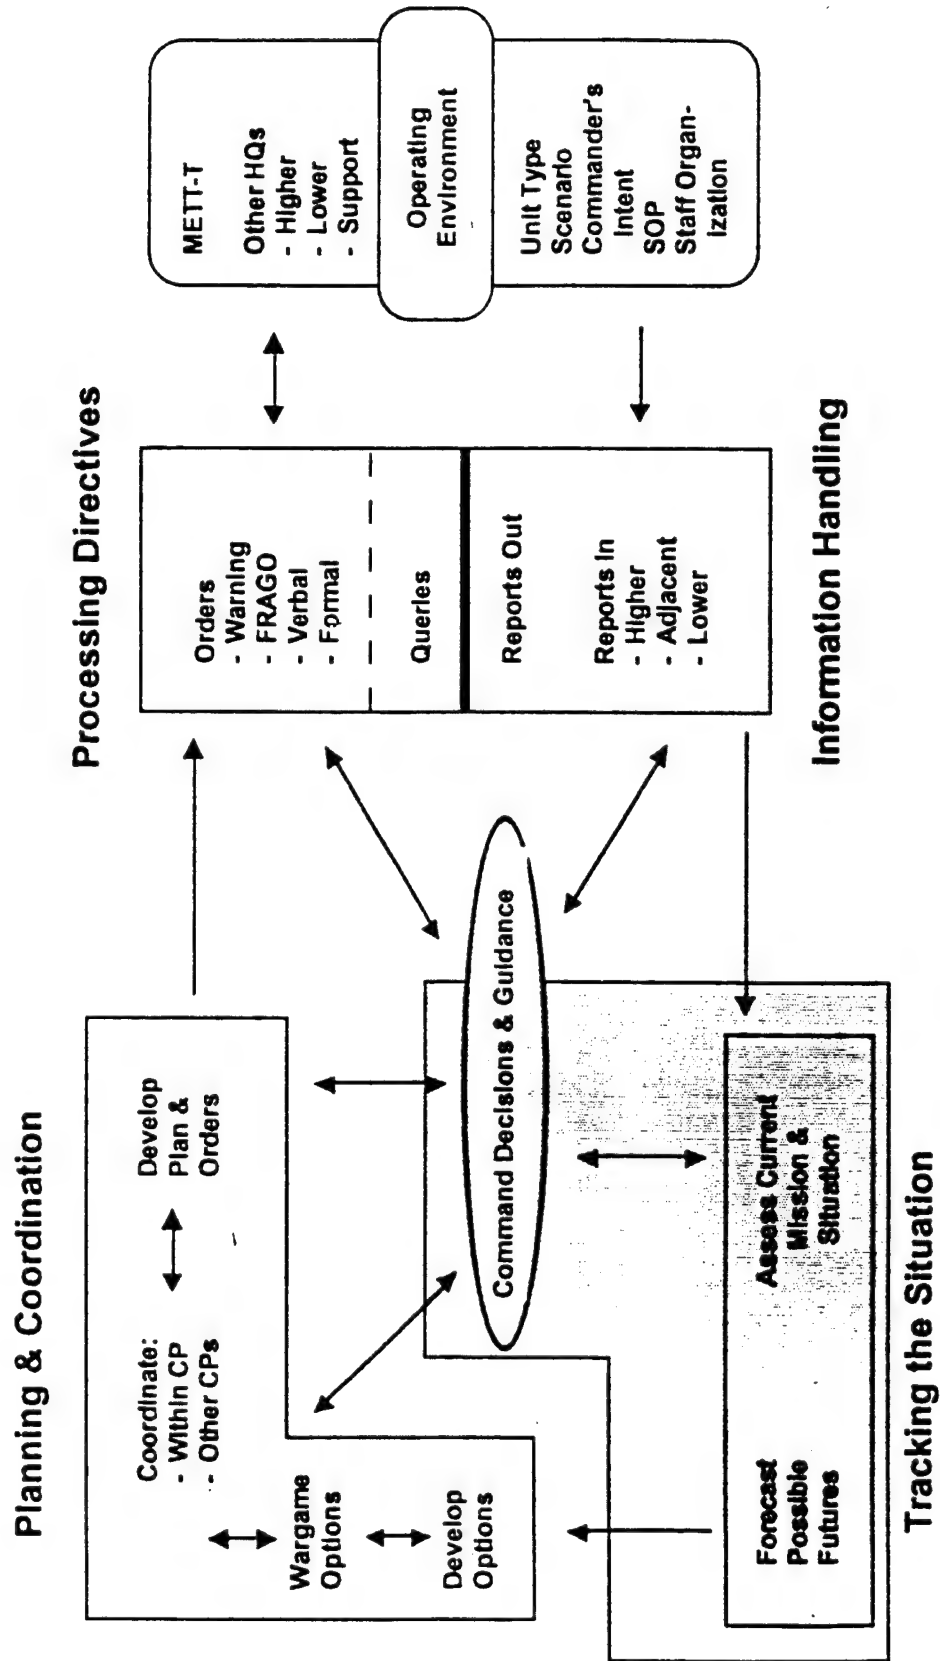 Planning & Coordination
Coordinate:
- Within CP
- Other CPs
Develop
Plan &
Orders
Wargame
Options
Develop
Options
Processing Directives
Orders
- Warning
- FRAGO
- Verbal
- Formal
Queries
Reports Out
Reports In
- Higher
- Adjacent
- Lower
Information Handling
METT-T
Other HQs
- Higher
- Lower
- Support
Operating
Environment
Unit Type
Scenario
Commander's
Intent
SOP
Staff Organ-
ization
Command Decisions & Guidance
Forecast
Possible
Futures
Assess Current
Mission &
Situation
Tracking the Situation